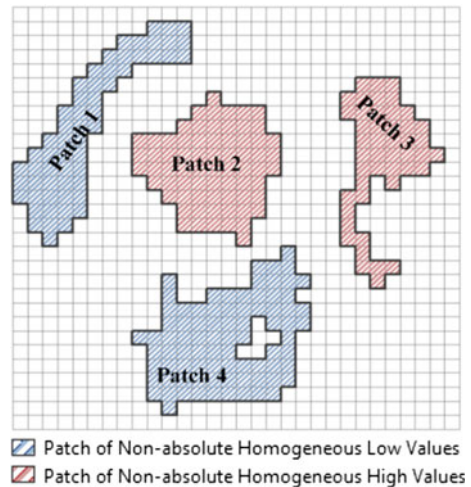 Patch 1
Patch 2
Patch 3
Patch 4
Patch of Non-absolute Homogeneous Low Values
Patch of Non-absolute Homogeneous High Values